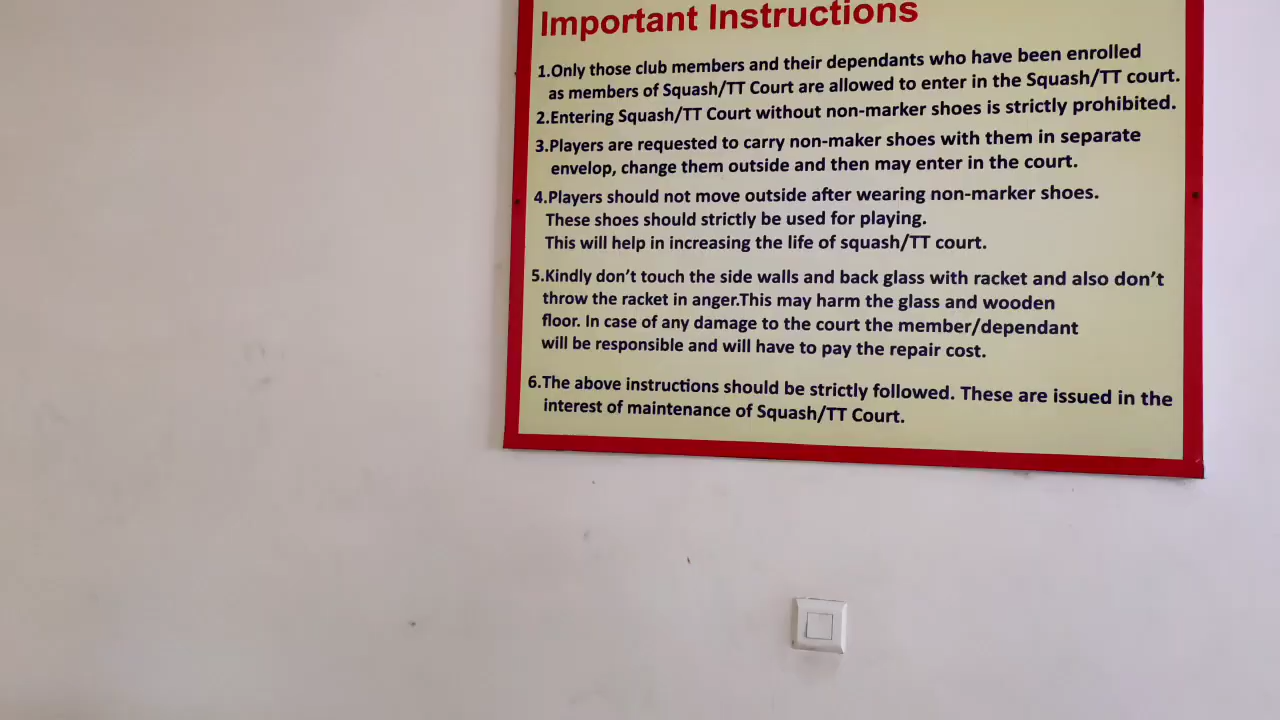 Important Instructions
1.Only those club members and their dependants who have been enrolled
as members of Squash/TT Court are allowed to enter in the Squash/TT court.
2.Entering Squash/TT Court without non-marker shoes is strictly prohibited.
3.Players are requested to carry non-maker shoes with them in separate
envelop, change them outside and then may enter in the court.
4.Players should not move outside after wearing non-marker shoes.
These shoes should strictly be used for playing.
This will help in increasing the life of squash/TT court.
5.Kindly don't touch the side walls and back glass with racket and also don't
throw the racket in anger.This may harm the glass and wooden
floor. In case of any damage to the court the member/dependant
will be responsible and will have to pay the repair cost.
6.The above instructions should be strictly followed. These are issued in the
interest of maintenance of Squash/TT Court.